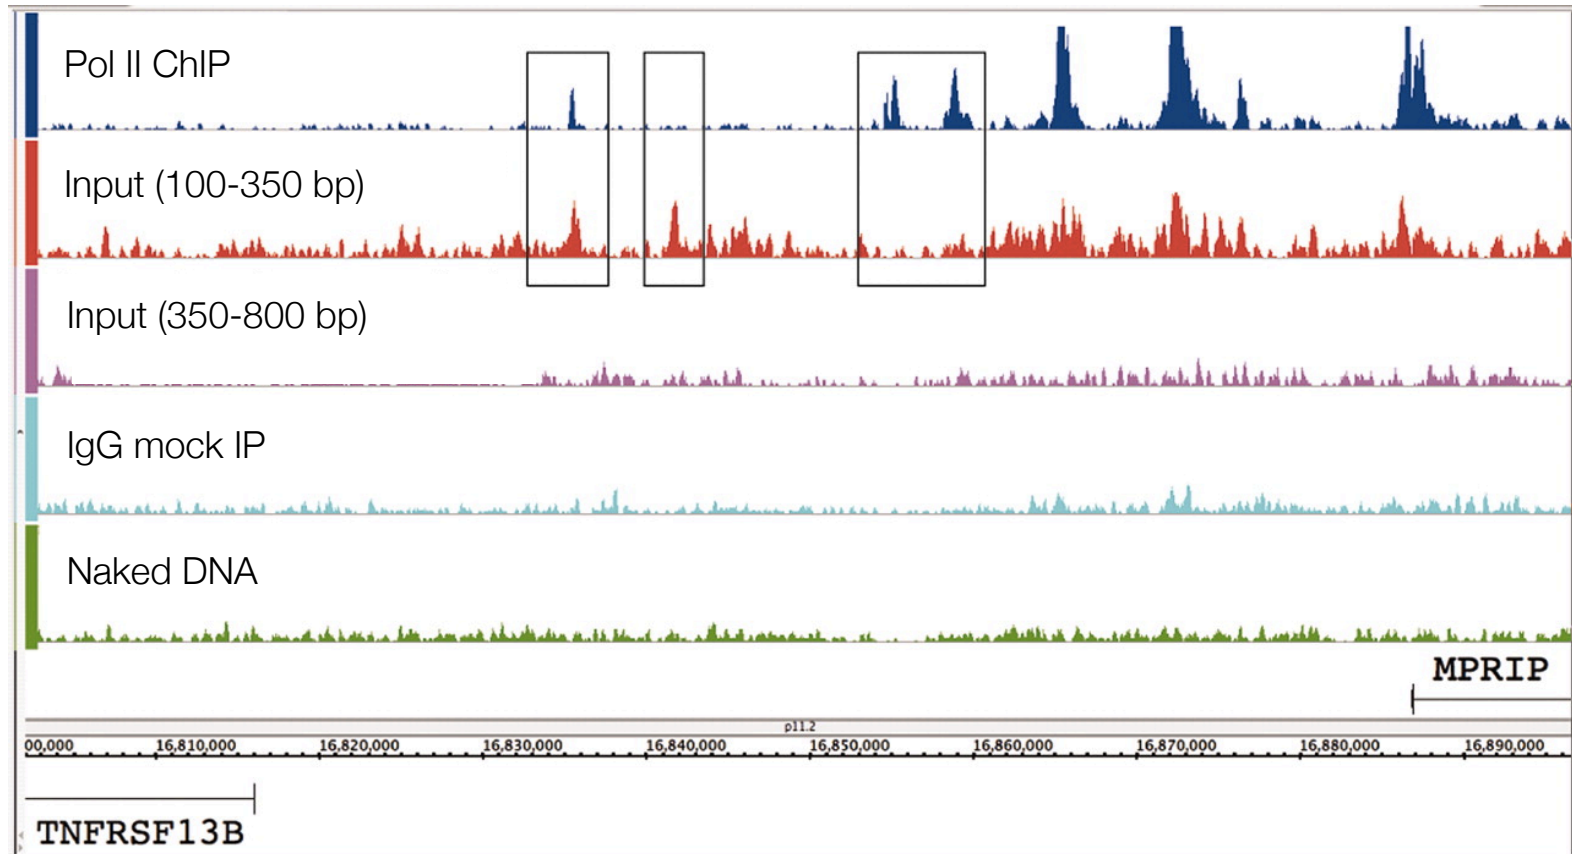 Pol II ChIP
Input (100-350 bp)
Input (350-800 bp)
IgG mock IP
Naked DNA
MPRIP
p11.2
00,000 16,810,000 16,820,000 16,830,000 16,840,000 16,850,000 16,860,000 16,870,000 16,880,000 16,890,000
TNFRSF13B